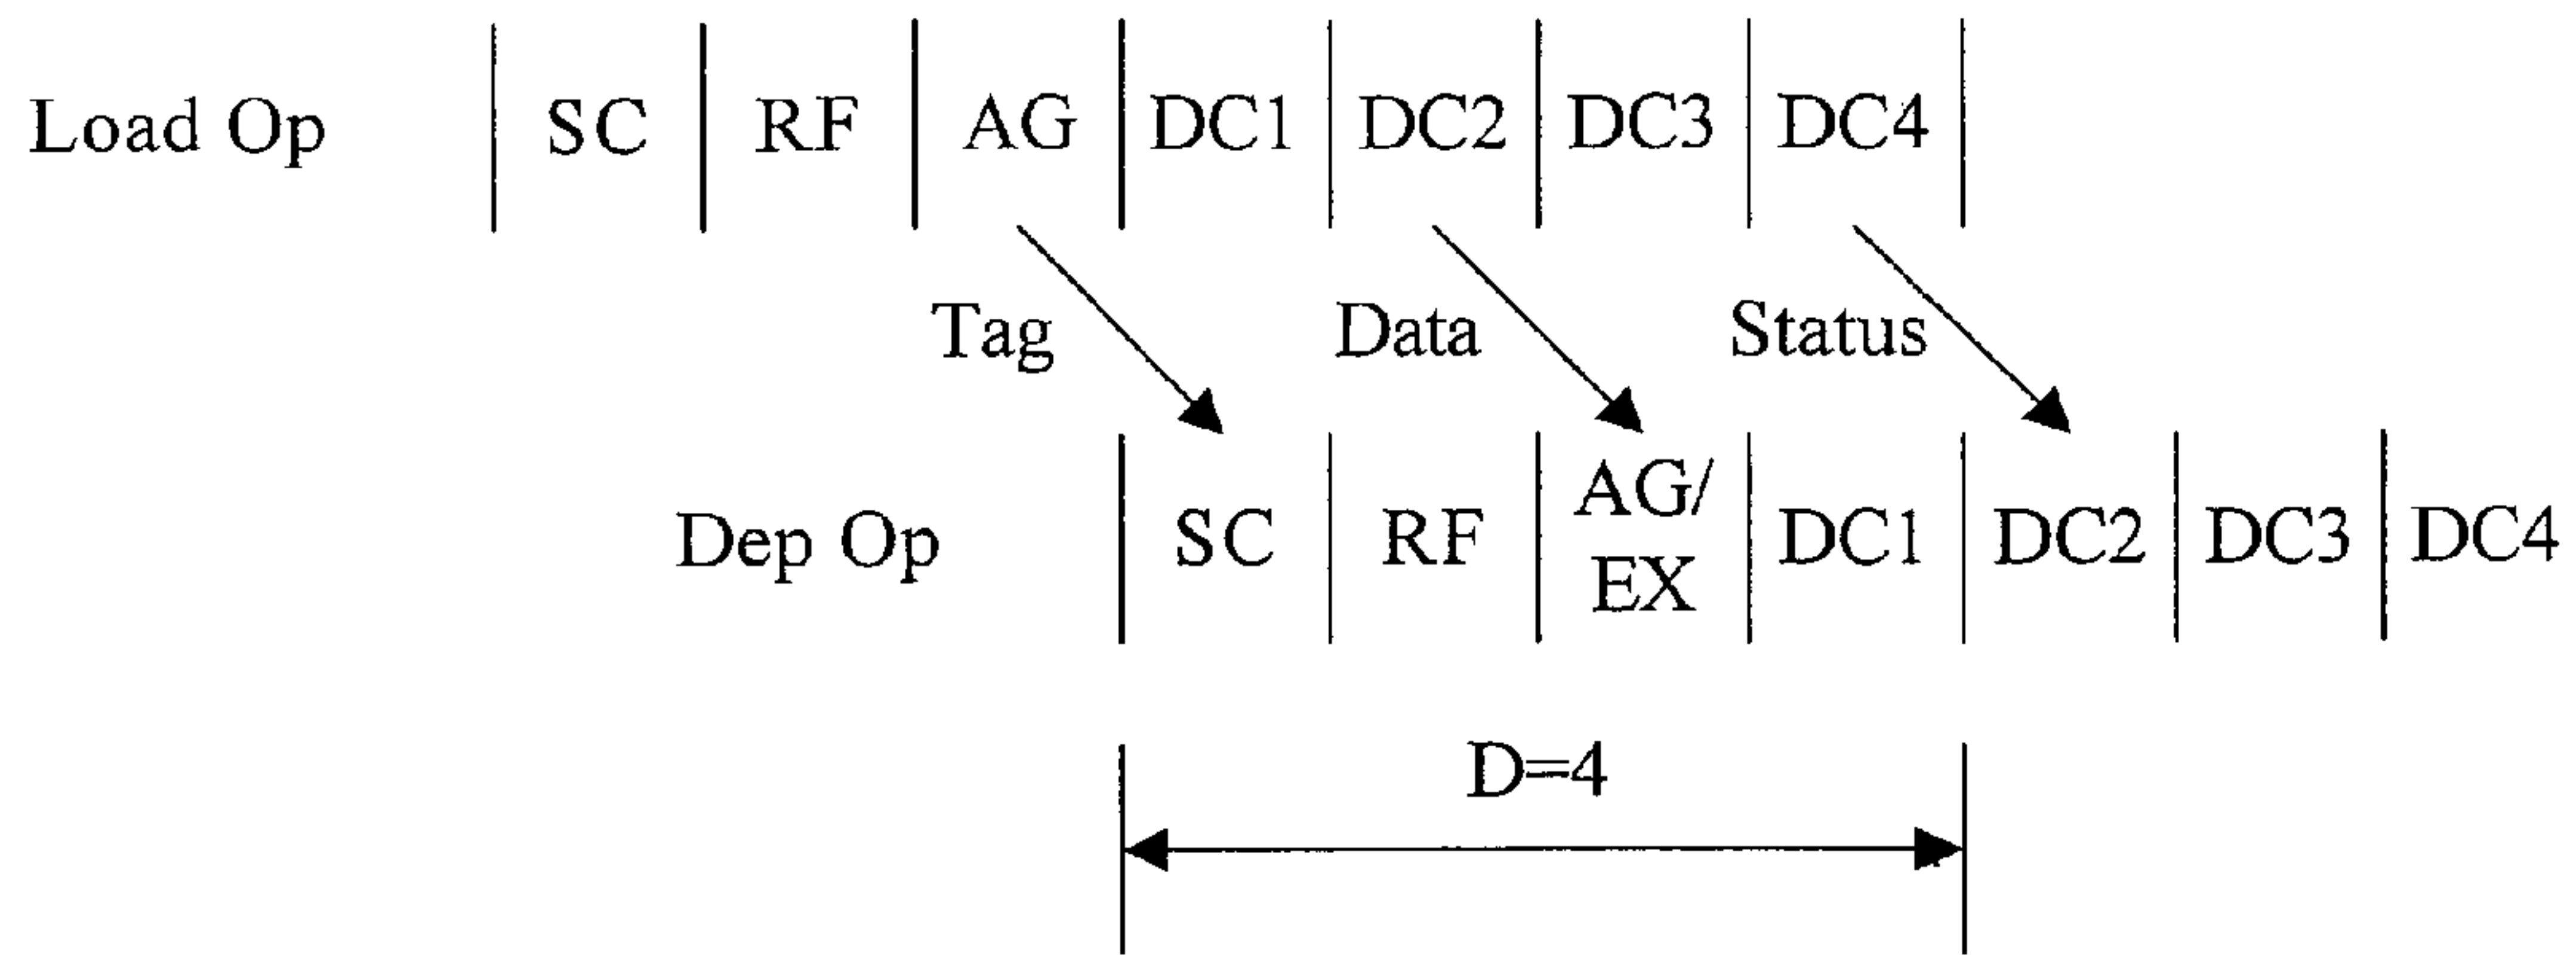 Load Op SC RF AG DC1 DC2 DC3 DC4
Tag Data Status
Dep Op SC RF AG/ EX DC1 DC2 DC3 DC4
D=4